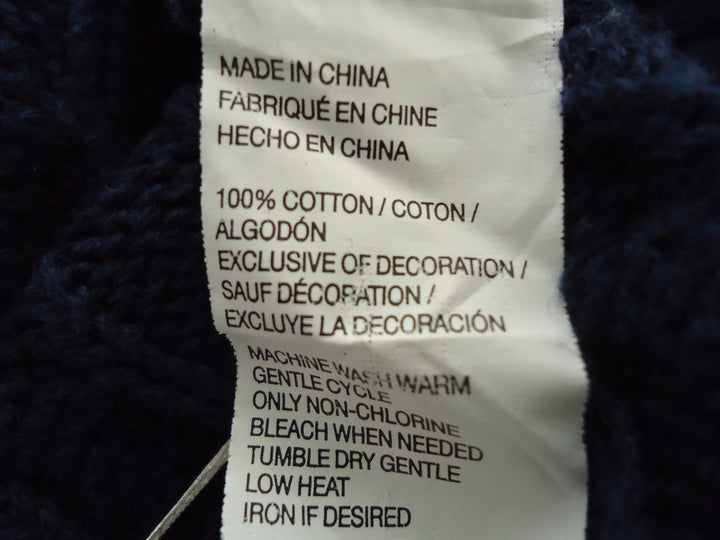 MADE IN CHINA
FABRIQUÉ EN CHINE
HECHO EN CHINA
100% COTTON / COTON /
ALGODÓN
EXCLUSIVE OF DECORATION /
SAUF DÉCORATION /
EXCLUYE LA DECORACIÓN
MACHINE WASH WARM
GENTLE CYCLE
ONLY NON-CHLORINE
BLEACH WHEN NEEDED
TUMBLE DRY GENTLE
LOW HEAT
IRON IF DESIRED